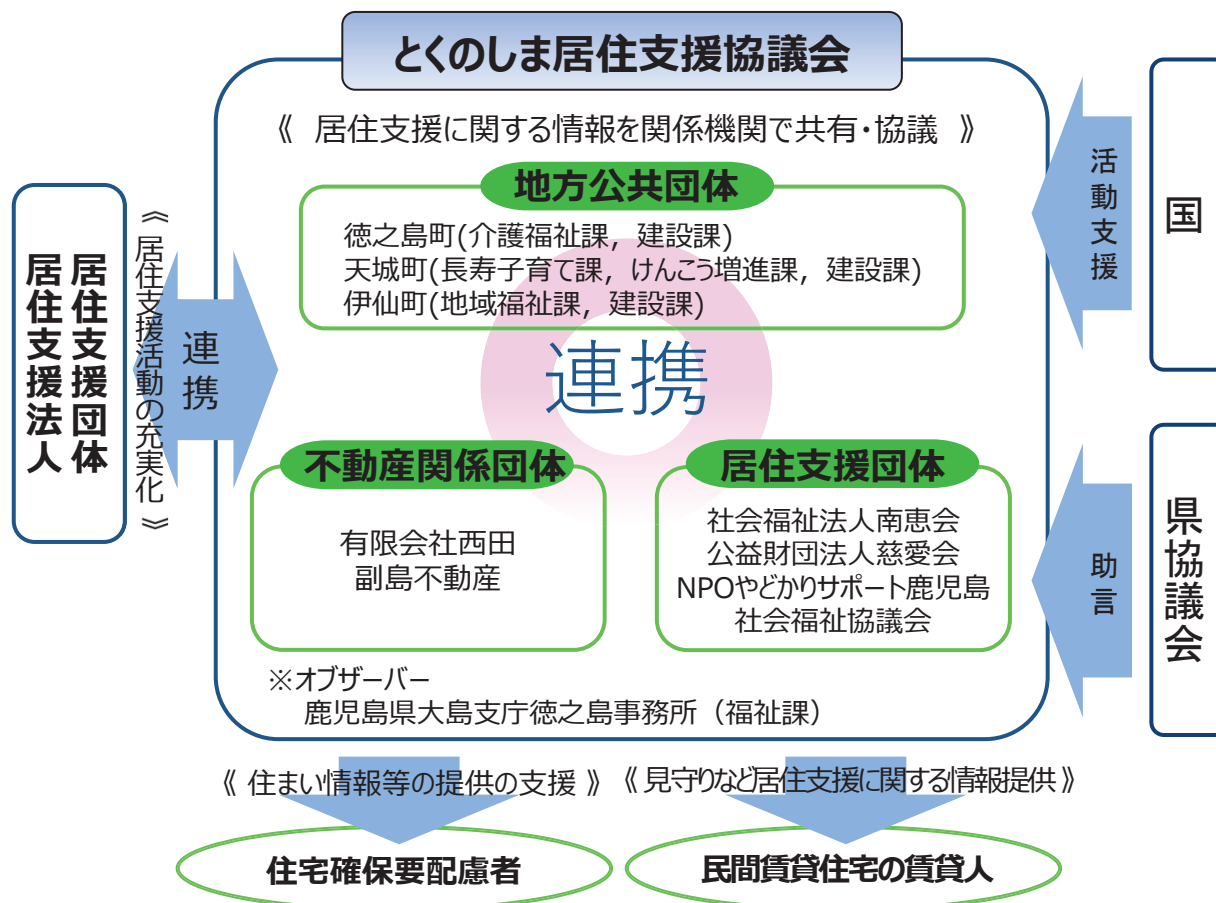 とくのしま居住支援協議会
《 居住支援に関する情報を関係機関で共有・協議 》
地方公共団体
徳之島町(介護福祉課, 建設課)
天城町(長寿子育て課, けんこう増進課, 建設課)
伊仙町(地域福祉課, 建設課)
連携
不動産関係団体
有限会社西田
副島不動産
居住支援団体
社会福祉法人南恵会
公益財団法人慈愛会
NPOやどかりサポート鹿児島
社会福祉協議会
※オブザーバー
鹿児島県大島支庁徳之島事務所（福祉課）
居住支援団体
居住支援法人
《居住支援活動の充実化》
連携
活動支援
国
助言
県協議会
《 住まい情報等の提供の支援 》
《 見守りなど居住支援に関する情報提供 》
住宅確保要配慮者
民間賃貸住宅の賃貸人